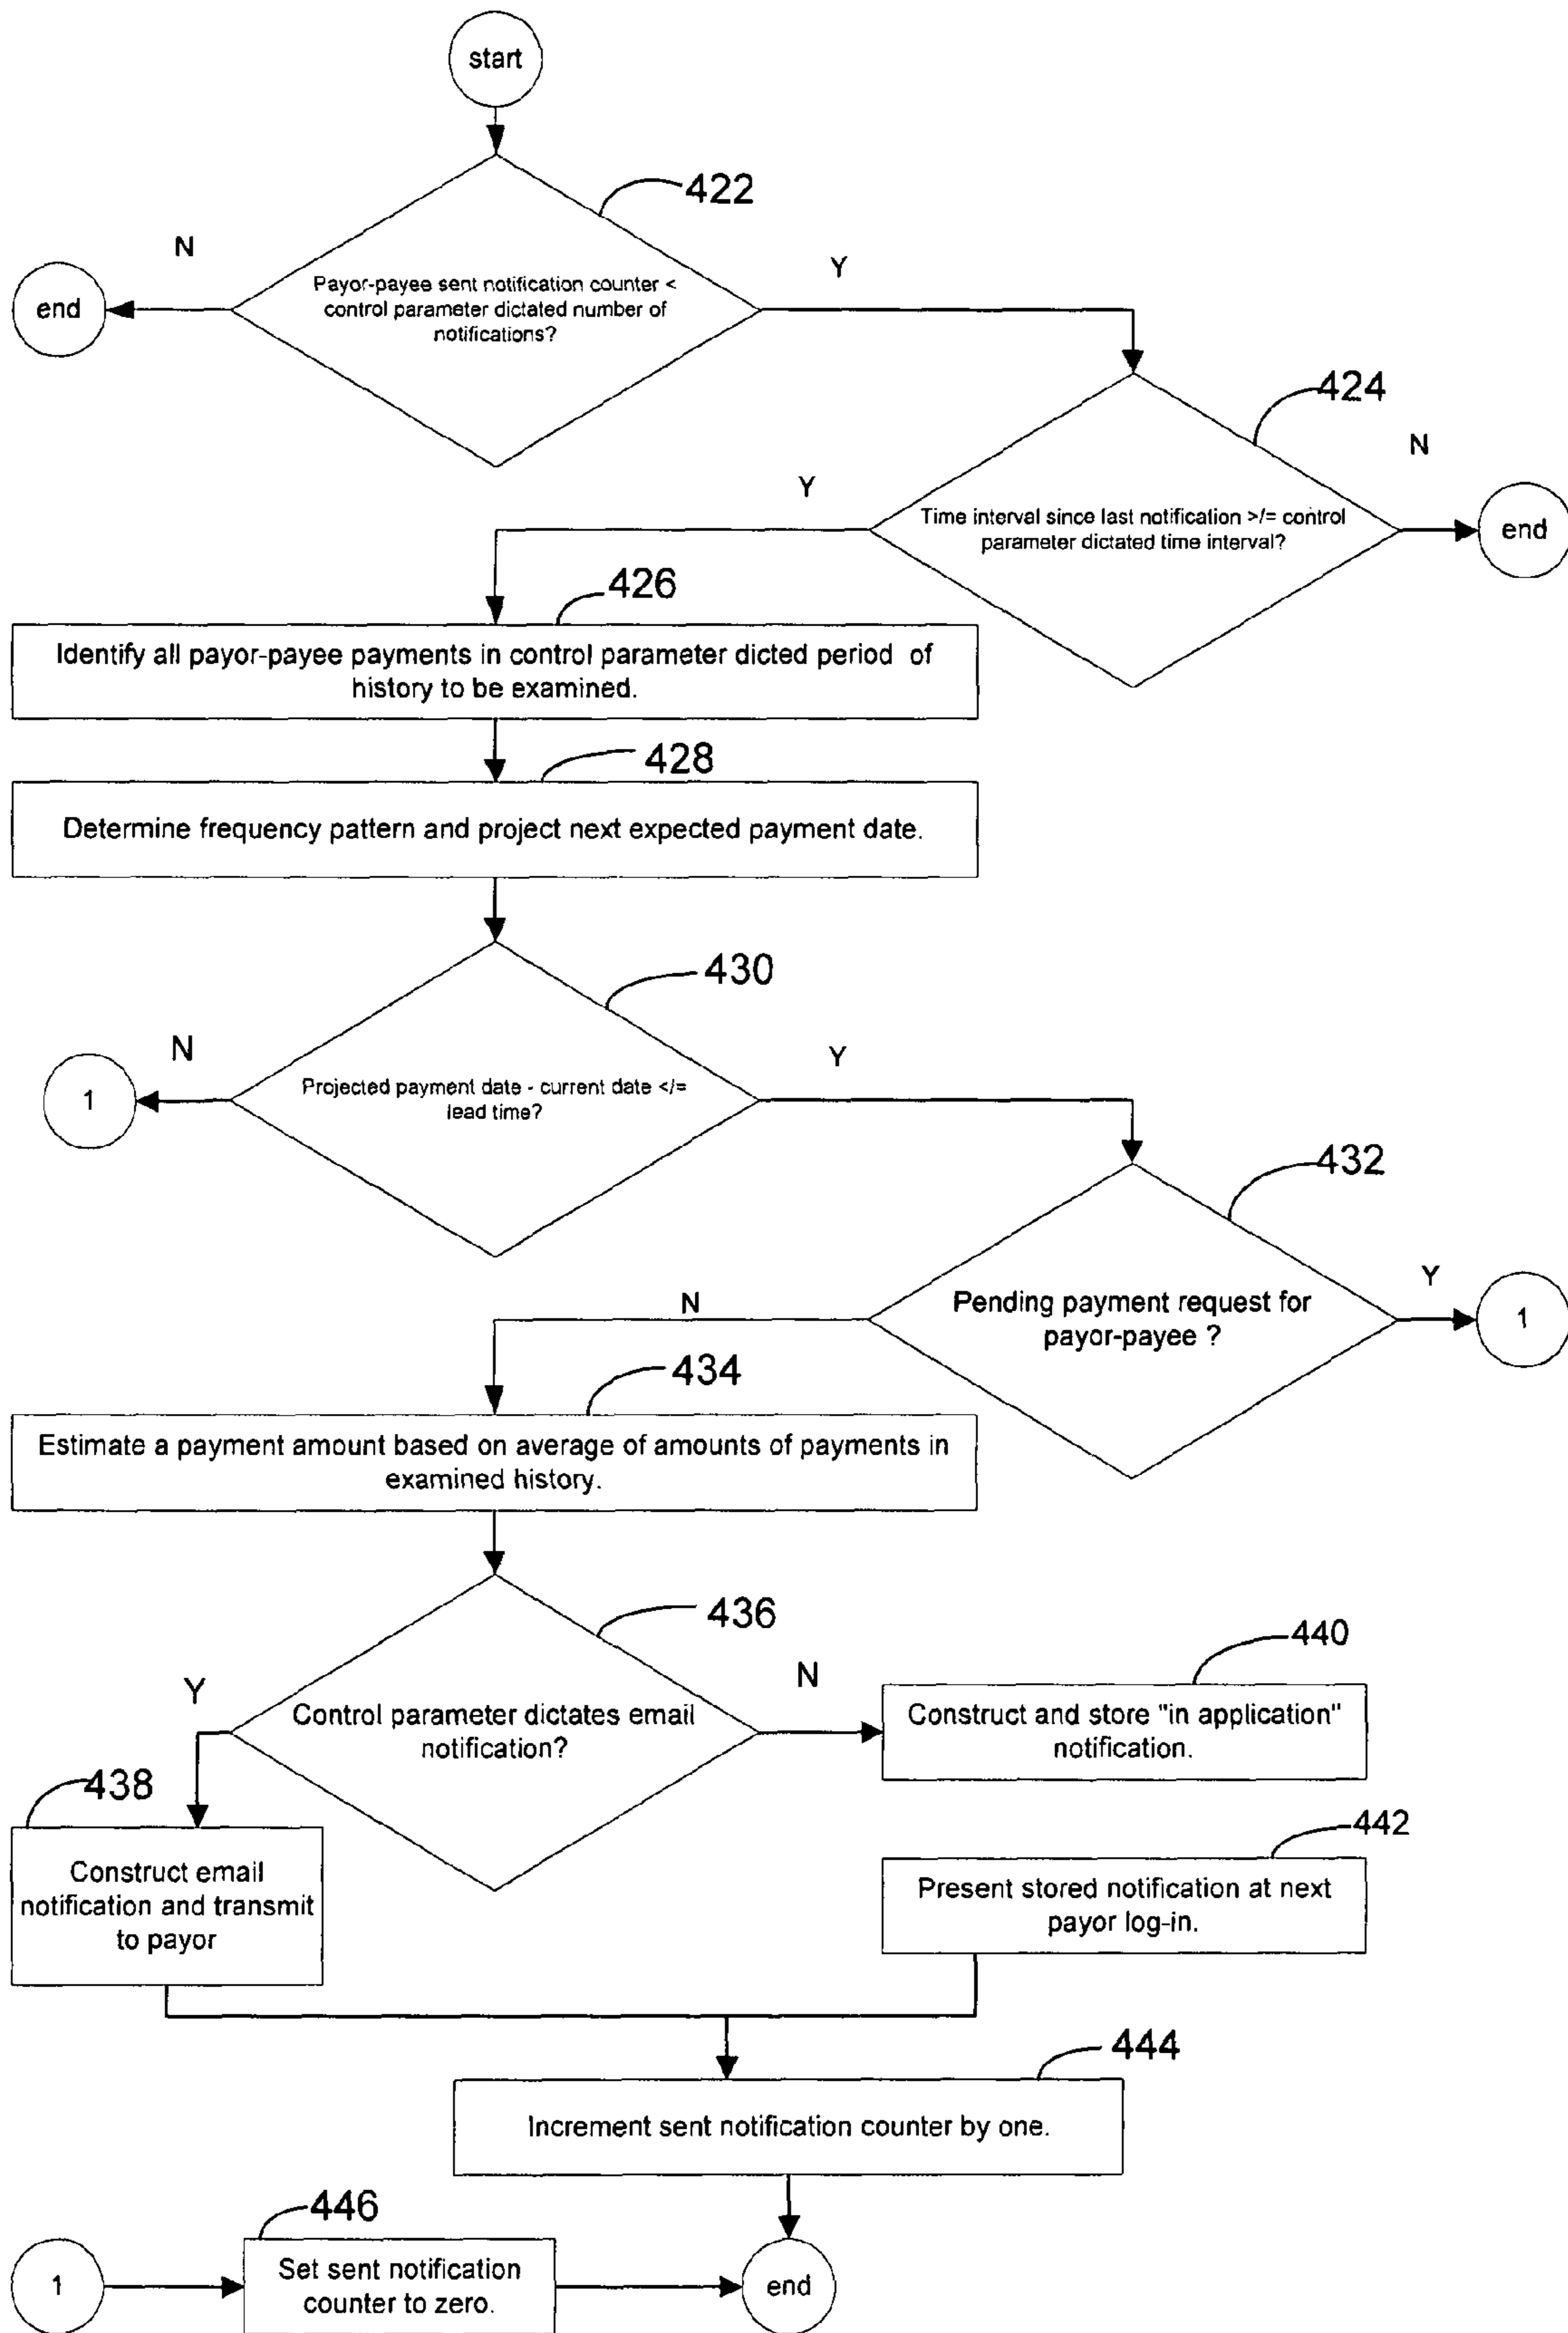 start
422
N
Y
Payor-payee sent notification counter <
control parameter dictated number of
notifications?
end
424
N
Y
Time interval since last notification >/= control
parameter dictated time interval?
end
426
Identify all payor-payee payments in control parameter dicted period of
history to be examined.
428
Determine frequency pattern and project next expected payment date.
430
N
Y
Projected payment date - current date </=
lead time?
1
432
Y
N
Pending payment request for
payor-payee ?
1
434
Estimate a payment amount based on average of amounts of payments in
examined history.
436
Y
N
Control parameter dictates email
notification?
440
Construct and store "in application"
notification.
438
Construct email
notification and transmit
to payor
442
Present stored notification at next
payor log-in.
444
Increment sent notification counter by one.
446
1
Set sent notification
counter to zero.
end